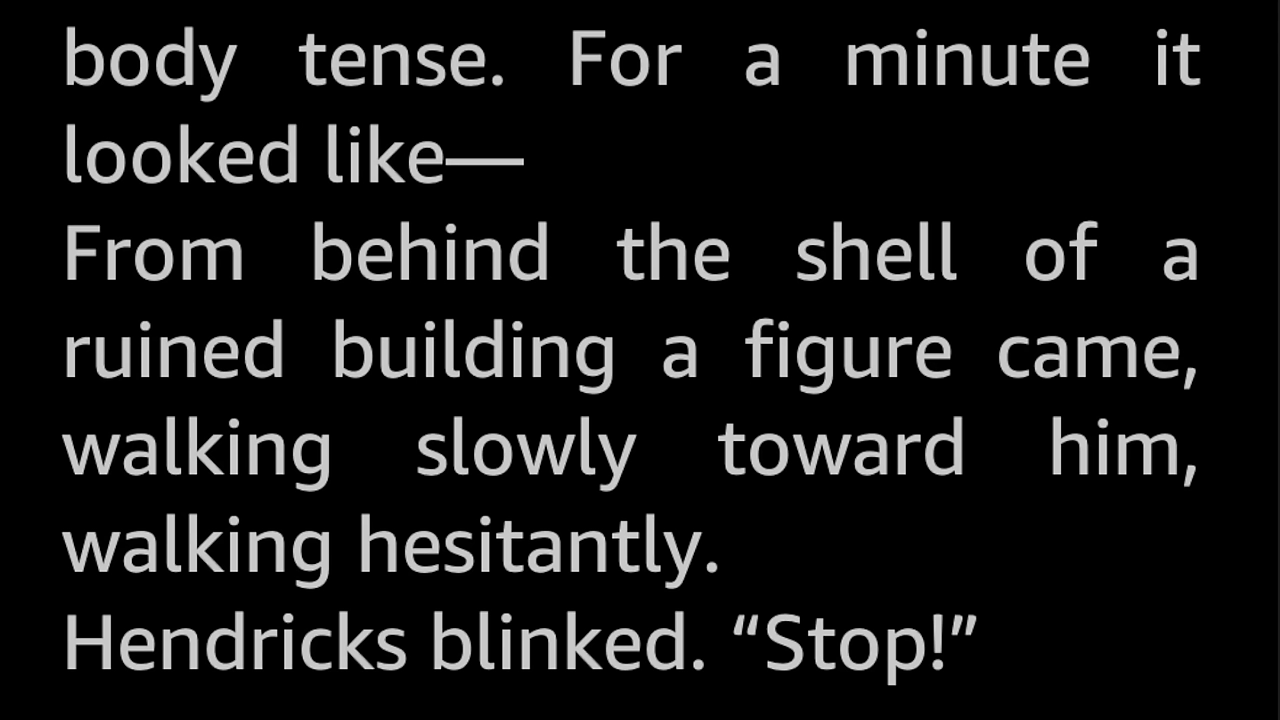 body tense. For a minute it
looked like—
From behind the shell of a
ruined building a figure came,
walking slowly toward him,
walking hesitantly.
Hendricks blinked. “Stop!”